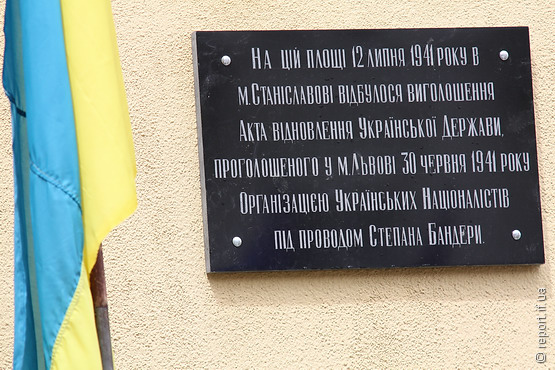 На цій площі 12 липня 1941 року в
м.Станіславові відбулося виголошення
Акта відновлення Української Держави,
проголошеного у м.Львові 30 червня 1941 року
Організацією Українських Націоналістів
під проводом Степана Бандери.
© report.if.ua